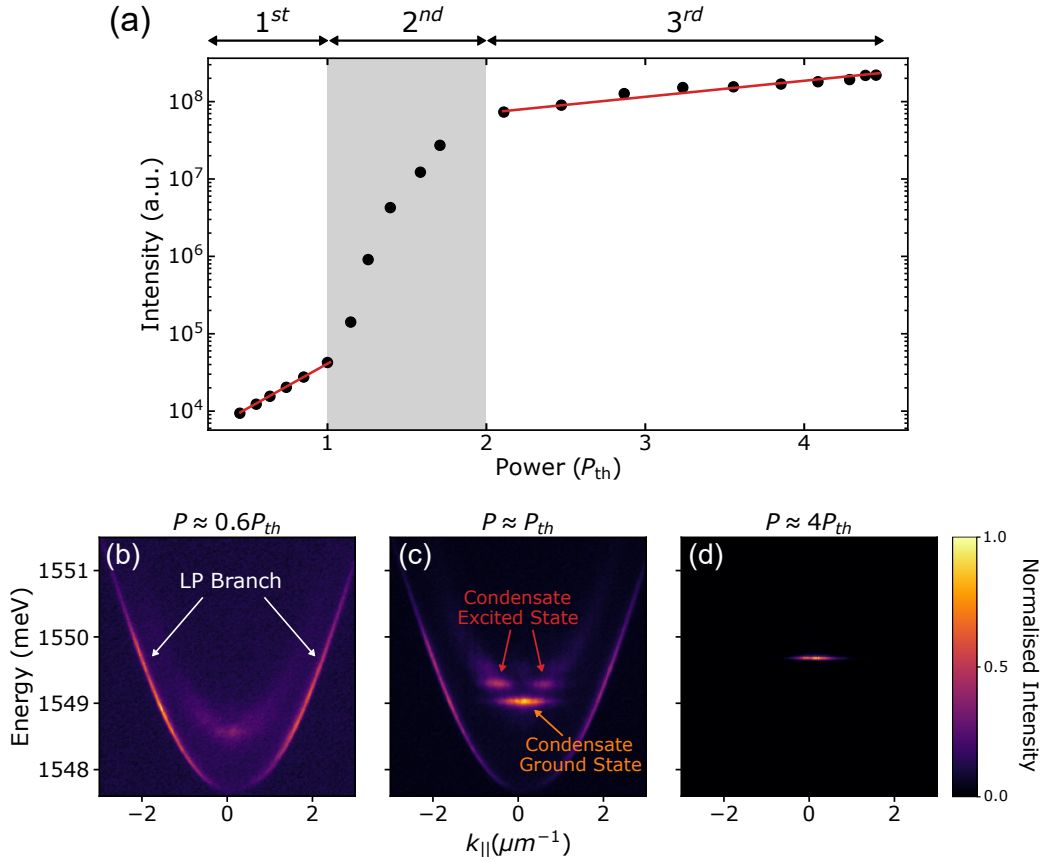 (a)
1st 2nd 3rd
Intensity (a.u.)
10^8
10^7
10^6
10^5
10^4
1 2 3 4
Power (P_th)
P ≈ 0.6P_th P ≈ P_th P ≈ 4P_th
(b) (c) (d)
LP Branch
Condensate
Excited State
Condensate
Ground State
Energy (meV)
1551
1550
1549
1548
−2 0 2 −2 0 2 −2 0 2
k_||(μm^−1)
1.0
0.5
0.0
Normalised Intensity